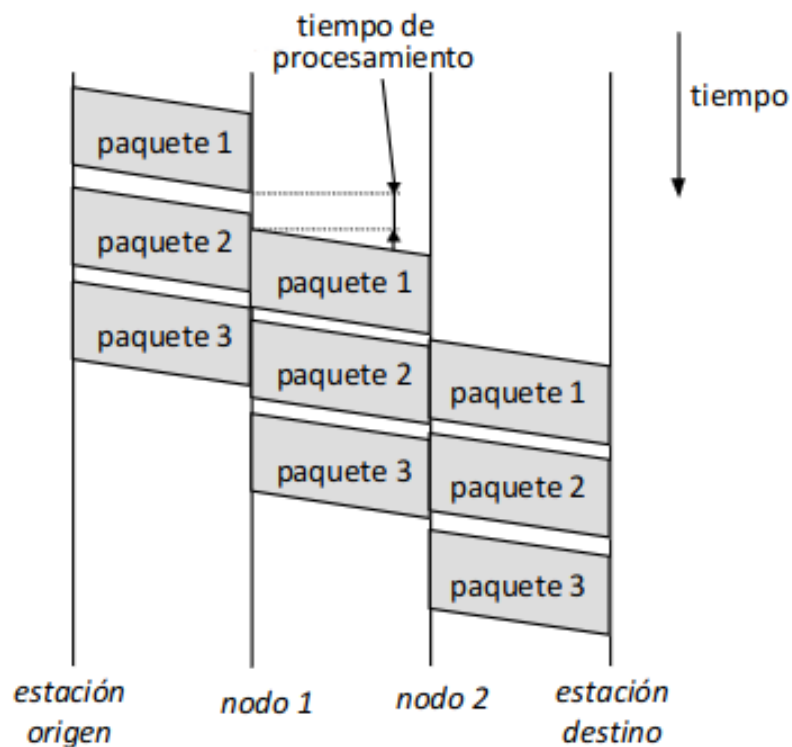 tiempo de
procesamiento
tiempo
paquete 1
paquete 2
paquete 1
paquete 3
paquete 2
paquete 1
paquete 3
paquete 2
paquete 3
estación
origen
nodo 1
nodo 2
estación
destino